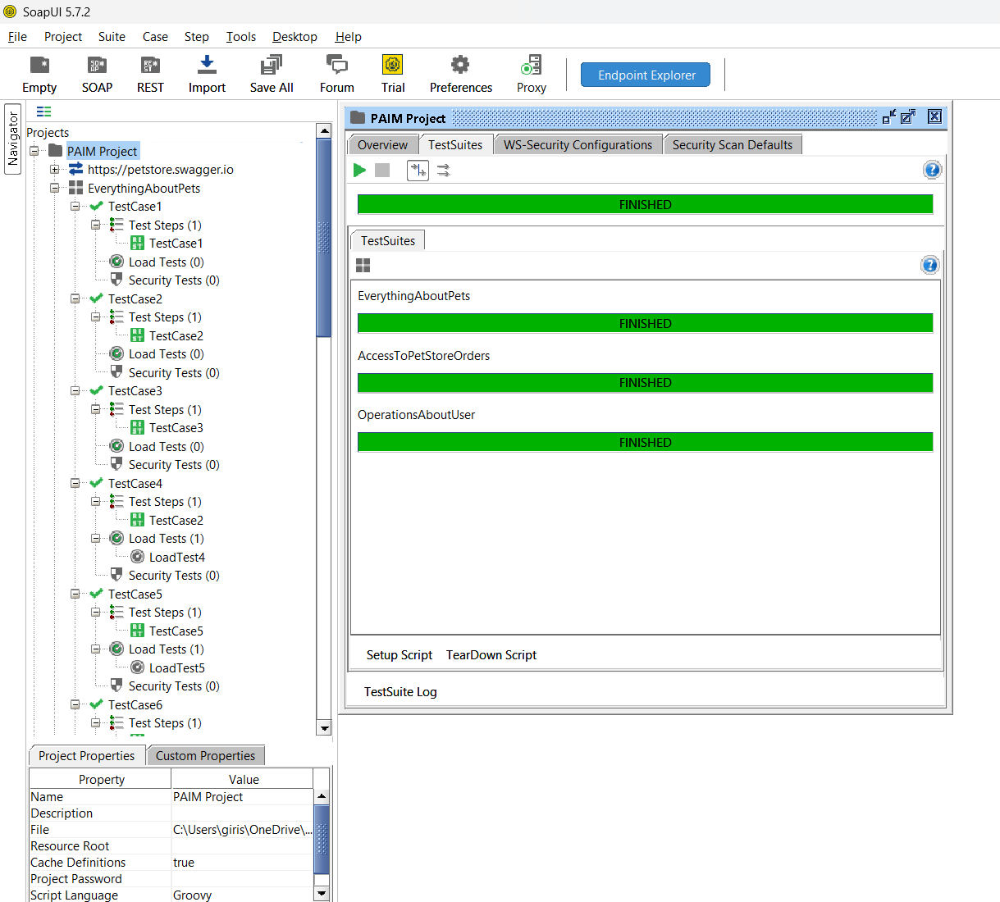 SoapUI 5.7.2
File Project Suite Case Step Tools Desktop Help
Empty SOAP REST Import Save All Forum Trial Preferences Proxy Endpoint Explorer
Navigator
Projects
PAIM Project
https://petstore.swagger.io
EverythingAboutPets
TestCase1
Test Steps (1)
TestCase1
Load Tests (0)
Security Tests (0)
TestCase2
Test Steps (1)
TestCase2
Load Tests (0)
Security Tests (0)
TestCase3
Test Steps (1)
TestCase3
Load Tests (0)
Security Tests (0)
TestCase4
Test Steps (1)
TestCase2
Load Tests (1)
LoadTest4
Security Tests (0)
TestCase5
Test Steps (1)
TestCase5
Load Tests (1)
LoadTest5
Security Tests (0)
TestCase6
Test Steps (1)
Project Properties Custom Properties
Property Value
Name PAIM Project
Description
File C:\Users\giris\OneDrive\...
Resource Root
Cache Definitions true
Project Password
Script Language Groovy
PAIM Project
Overview TestSuites WS-Security Configurations Security Scan Defaults
FINISHED
TestSuites
EverythingAboutPets
FINISHED
AccessToPetStoreOrders
FINISHED
OperationsAboutUser
FINISHED
Setup Script TearDown Script
TestSuite Log